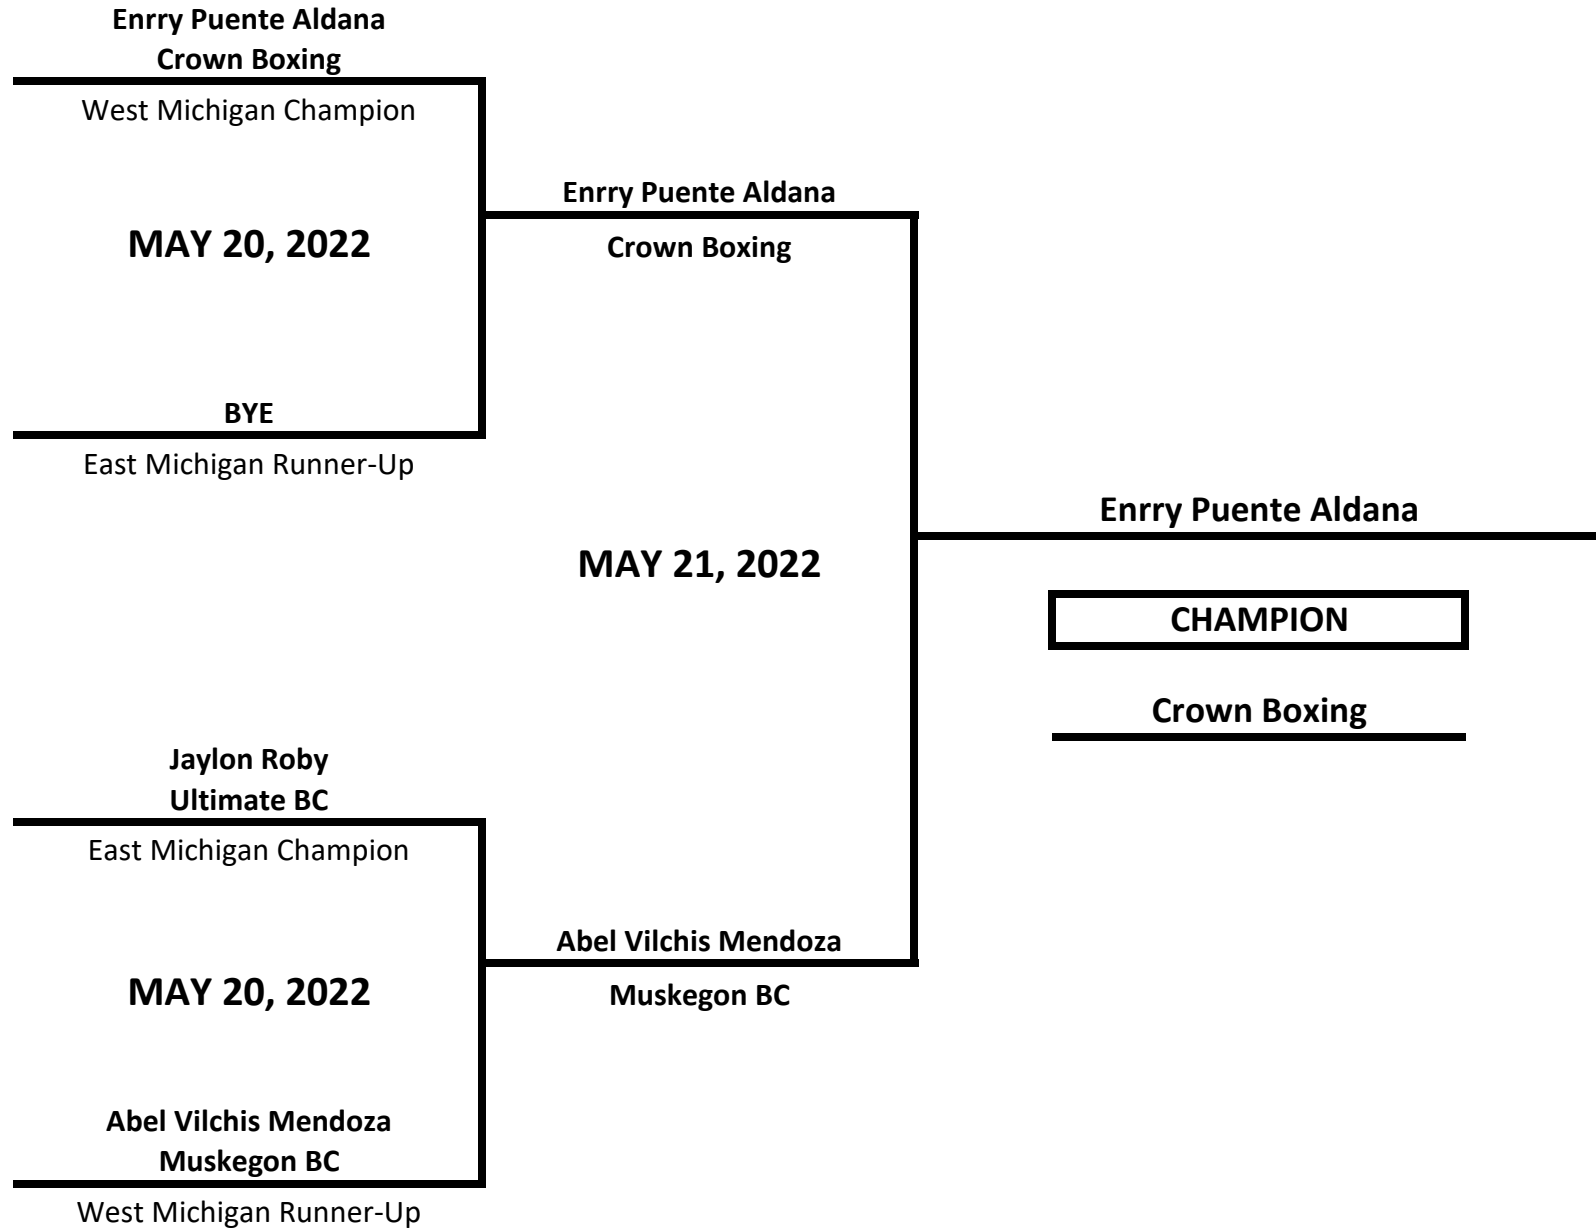 Enrry Puente Aldana
Crown Boxing
West Michigan Champion
MAY 20, 2022
BYE
East Michigan Runner-Up
Enrry Puente Aldana
Crown Boxing
MAY 21, 2022
Enrry Puente Aldana
CHAMPION
Crown Boxing
Jaylon Roby
Ultimate BC
East Michigan Champion
MAY 20, 2022
Abel Vilchis Mendoza
Muskegon BC
West Michigan Runner-Up
Abel Vilchis Mendoza
Muskegon BC